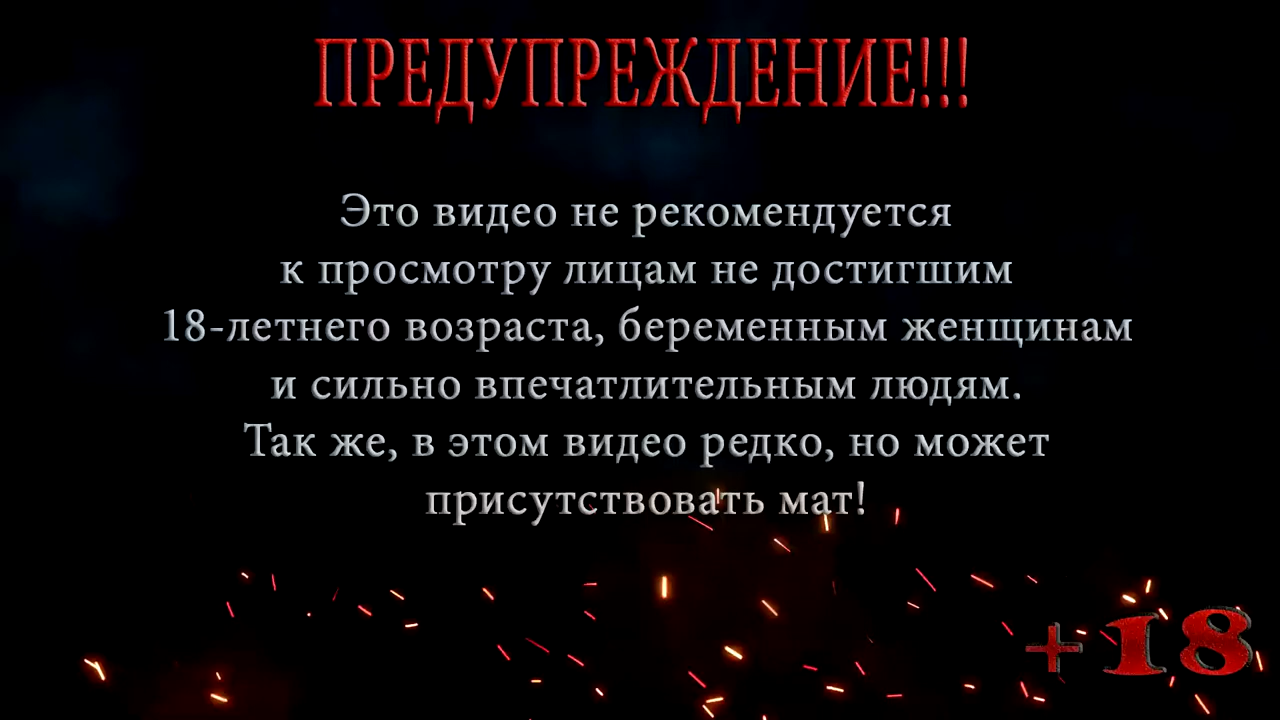 ПРЕДУПРЕЖДЕНИЕ!!!
Это видео не рекомендуется
к просмотру лицам не достигшим
18-летнего возраста, беременным женщинам
и сильно впечатлительным людям.
Так же, в этом видео редко, но может
присутствовать мат!
+18